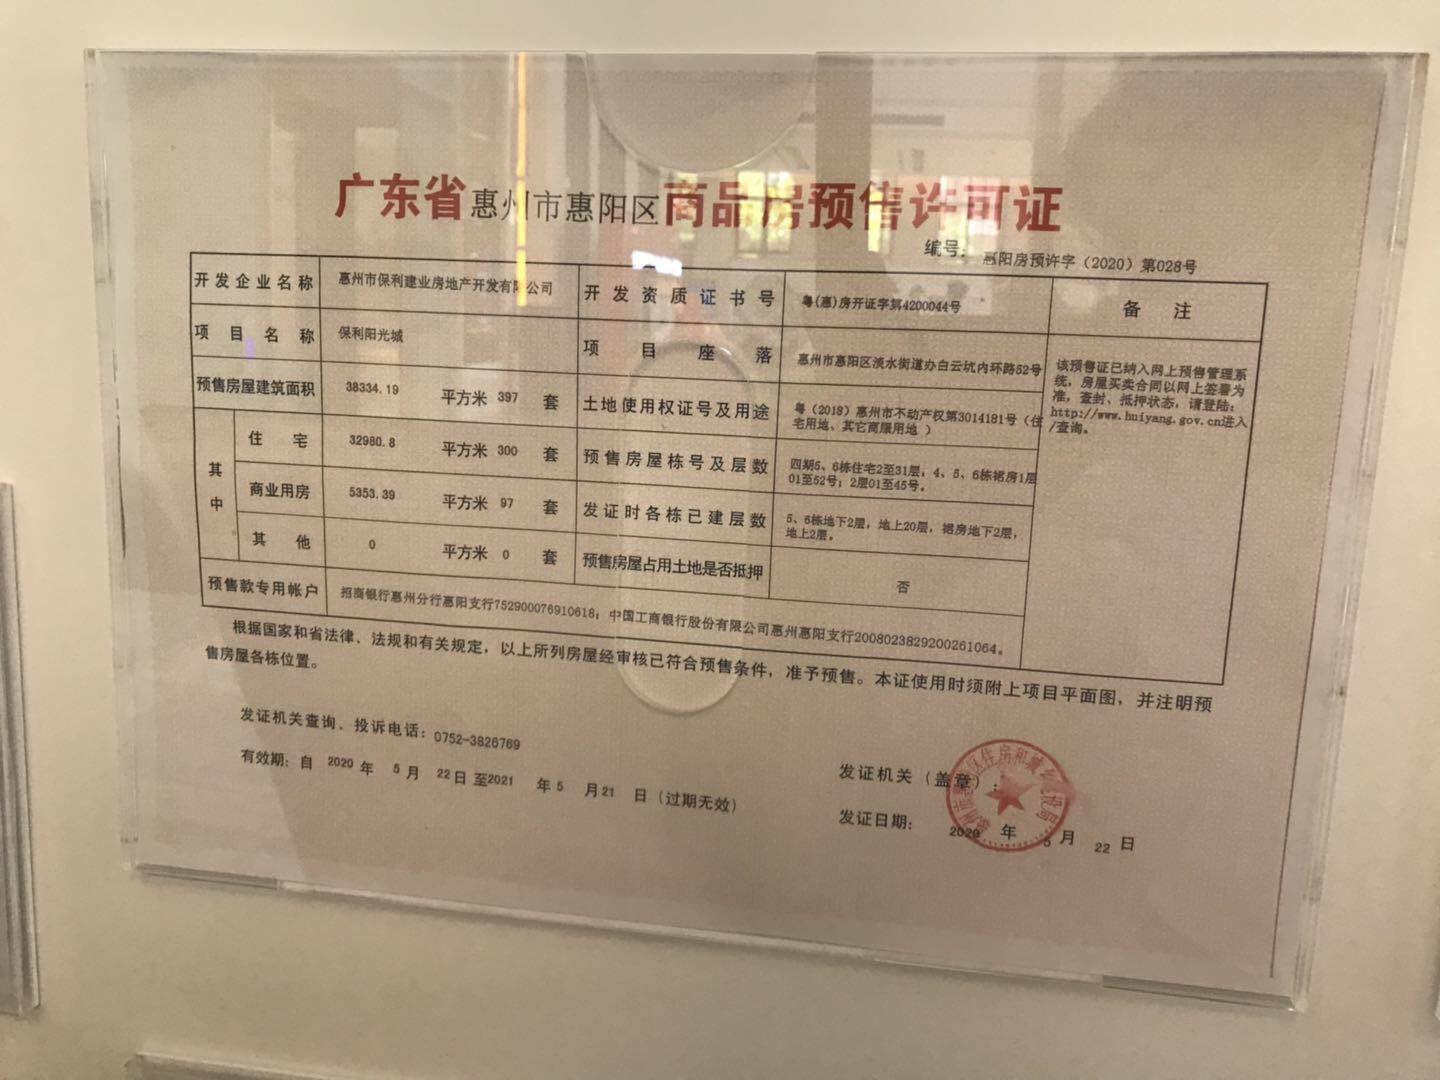 广东省惠州市惠阳区商品房预售许可证
编号：惠阳房预许字（2020）第028号
开发企业名称 惠州市保利建业房地产开发有限公司 开发资质证书号 粤(惠)房开证字第4200044号 备注
项目名称 保利阳光城 项目座落 惠州市惠阳区淡水街道办白云坑内环路52号
预售房屋建筑面积 38334.19 平方米 397 套 土地使用权证号及用途 粤（2018）惠州市不动产权第3014181号（住
宅用地、其它商服用地 ）
该预售证已纳入网上预售管理系
统，房屋买卖合同以网上签署为
准，查封、抵押状态，请登陆：
http://www.huiyang.gov.cn进入
/查询。
其中 住宅 32980.8 平方米 300 套 预售房屋栋号及层数 四期5、6栋住宅2至31层；4、5、6栋裙房1层
01至52号；2层01至45号。
商业用房 5353.39 平方米 97 套 发证时各栋已建层数 5、6栋地下2层，地上20层，裙房地下2层，
地上2层。
其他 0 平方米 0 套 预售房屋占用土地是否抵押 否
预售款专用帐户 招商银行惠州分行惠阳支行752900076910618；中国工商银行股份有限公司惠州惠阳支行2008023829200261064。
根据国家和省法律、法规和有关规定，以上所列房屋经审核已符合预售条件，准予预售。本证使用时须附上项目平面图，并注明预
售房屋各栋位置。
发证机关查询、投诉电话：0752-3826769
有效期：自 2020 年 5 月 22日 至2021 年 5 月21 日（过期无效）
发证机关（盖章）：
发证日期： 2020 年 5 月 22 日